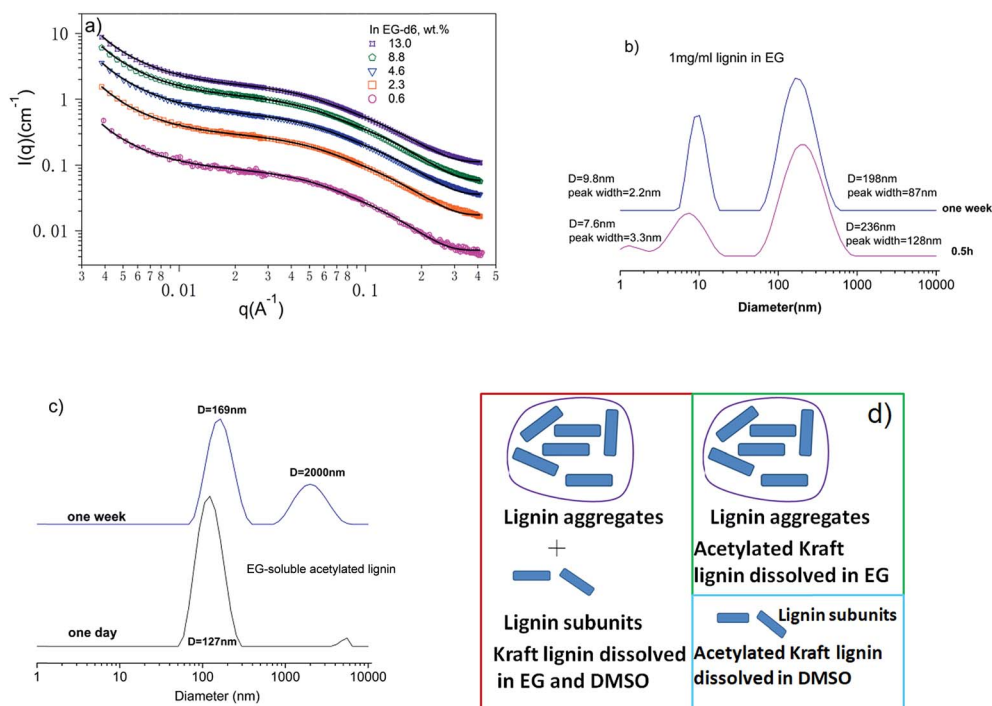 a)
In EG-d6, wt.%
13.0
8.8
4.6
2.3
0.6
10
1
0.1
0.01
I(q)(cm⁻¹)
3 4 5 6 7 8 0.01 2 3 4 5 6 7 8 0.1 2 3 4 5
q(A⁻¹)
b)
1mg/ml lignin in EG
D=9.8nm
peak width=2.2nm
D=198nm
peak width=87nm
one week
D=7.6nm
peak width=3.3nm
D=236nm
peak width=128nm
0.5h
1 10 100 1000 10000
Diameter(nm)
c)
D=169nm
D=2000nm
one week
EG-soluble acetylated lignin
one day
D=127nm
1 10 100 1000 10000
Diameter (nm)
d)
Lignin aggregates
+
Lignin subunits
Kraft lignin dissolved
in EG and DMSO
Lignin aggregates
Acetylated Kraft
lignin dissolved in EG
Lignin subunits
Acetylated Kraft lignin
dissolved in DMSO